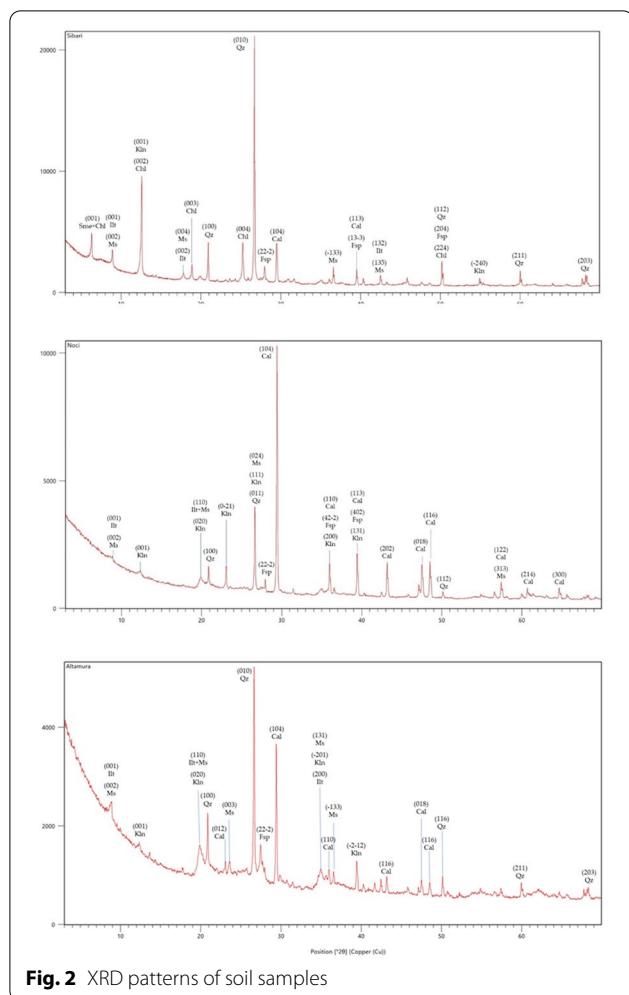 Sibari
20000
10000
0
(001)
Sme+Chl
(001)
Ilt
(002)
Ms
(001)
Kln
(002)
Chl
(004)
Ms
(002)
Ilt
(003)
Chl
(100)
Qz
(004)
Chl
(010)
Qz
(22-2)
Fsp
(104)
Cal
(-133)
Ms
(113)
Cal
(13-3)
Fsp
(132)
Ilt
(135)
Ms
(112)
Qz
(204)
Fsp
(224)
Chl
(-240)
Kln
(211)
Qz
(203)
Qz
10 20 30 40 50 60
Noci
10000
5000
0
(001)
Ilt
(002)
Ms
(001)
Kln
(110)
Ilt+Ms
(020)
Kln
(100)
Qz
(0-21)
Kln
(024)
Ms
(111)
Kln
(011)
Qz
(22-2)
Fsp
(104)
Cal
(110)
Cal
(42-2)
Fsp
(200)
Kln
(113)
Cal
(402)
Fsp
(131)
Kln
(202)
Cal
(018)
Cal
(116)
Cal
(112)
Qz
(122)
Cal
(313)
Ms
(214)
Cal
(300)
Cal
10 20 30 40 50 60 70
Altamura
4000
2000
0
(001)
Ilt
(002)
Ms
(001)
Kln
(110)
Ilt+Ms
(020)
Kln
(100)
Qz
(012)
Cal
(003)
Ms
(010)
Qz
(22-2)
Fsp
(104)
Cal
(131)
Ms
(-201)
Kln
(200)
Ilt
(110)
Cal
(-133)
Ms
(-2-12)
Kln
(116)
Cal
(018)
Cal
(116)
Cal
(116)
Qz
(211)
Qz
(203)
Qz
10 20 30 40 50 60 70
Position [°2θ] (Copper (Cu))
Fig. 2 XRD patterns of soil samples